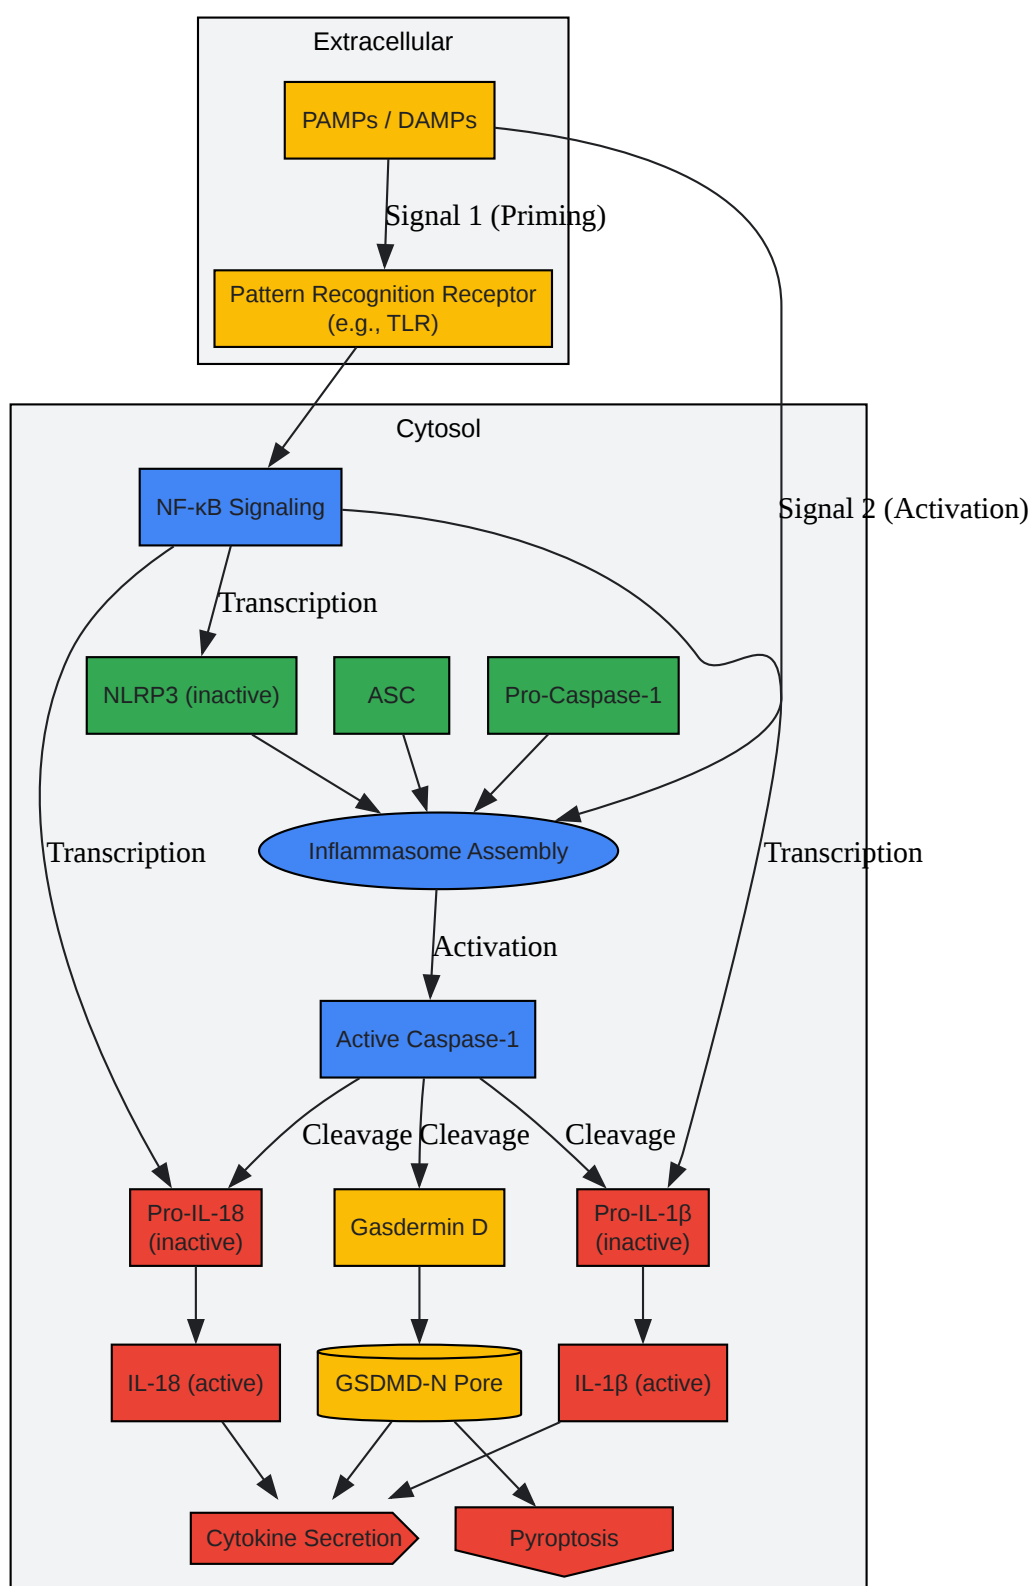 Extracellular
PAMPs / DAMPs
Signal 1 (Priming)
Pattern Recognition Receptor
(e.g., TLR)
Cytosol
NF-κB Signaling
Signal 2 (Activation)
Transcription
NLRP3 (inactive)
ASC
Pro-Caspase-1
Transcription
Inflammasome Assembly
Transcription
Activation
Active Caspase-1
Cleavage
Cleavage
Cleavage
Pro-IL-18
(inactive)
Gasdermin D
Pro-IL-1β
(inactive)
IL-18 (active)
GSDMD-N Pore
IL-1β (active)
Cytokine Secretion
Pyroptosis